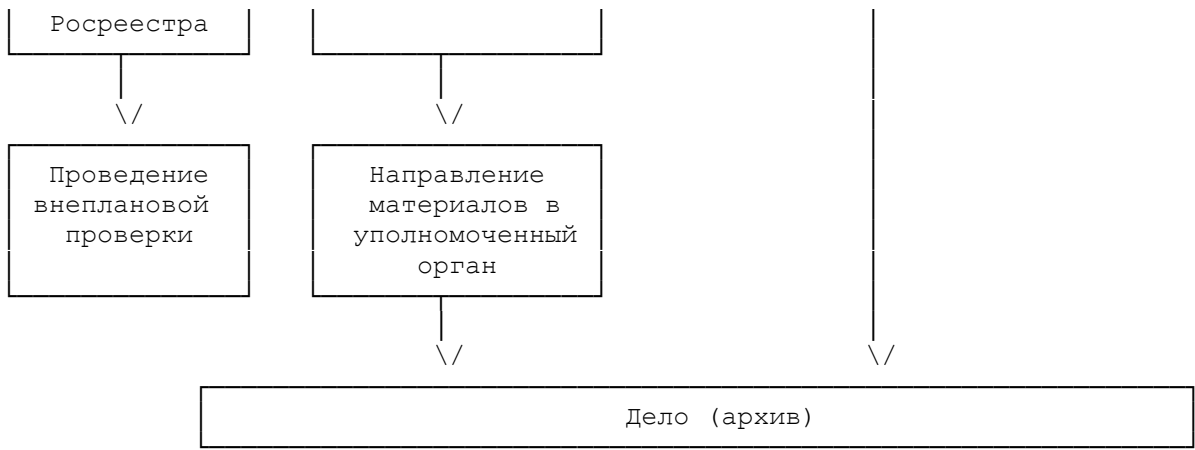 Росреестра
Проведение
внеплановой
проверки
Направление
материалов в
уполномоченный
орган
Дело (архив)